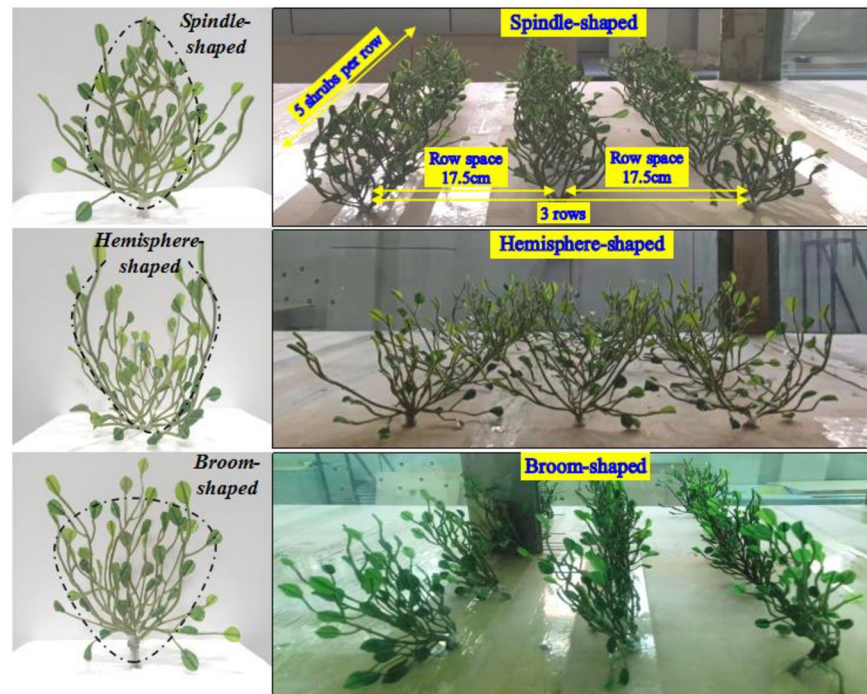 Spindle-
shaped
Spindle-shaped
5 shrubs per row
Row space
17.5cm
Row space
17.5cm
3 rows
Hemisphere-
shaped
Hemisphere-shaped
Broom-
shaped
Broom-shaped